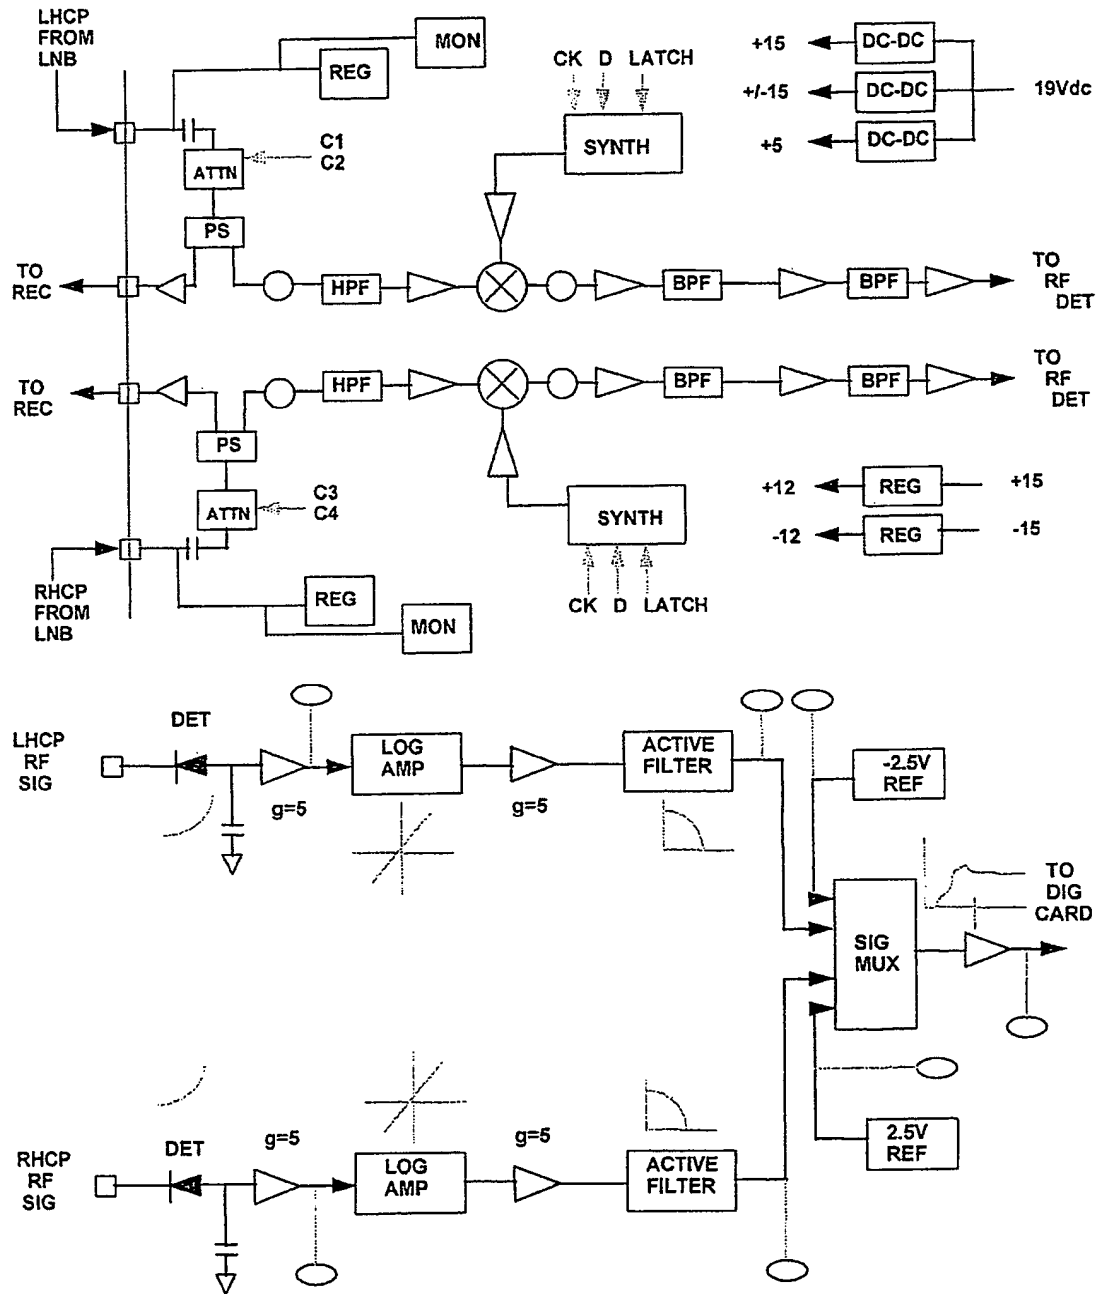 LHCP
FROM
LNB
MON
REG
CK D LATCH
SYNTH
+15
DC-DC
+/-15
DC-DC
19Vdc
+5
DC-DC
C1
C2
ATTN
PS
TO
REC
HPF
BPF
BPF
TO
RF
DET
TO
REC
HPF
BPF
BPF
TO
RF
DET
PS
ATTN
C3
C4
SYNTH
CK D LATCH
+12
REG
+15
-12
REG
-15
RHCP
FROM
LNB
REG
MON
LHCP
RF
SIG
DET
g=5
LOG
AMP
g=5
ACTIVE
FILTER
-2.5V
REF
SIG
MUX
TO
DIG
CARD
2.5V
REF
RHCP
RF
SIG
DET
g=5
LOG
AMP
g=5
ACTIVE
FILTER